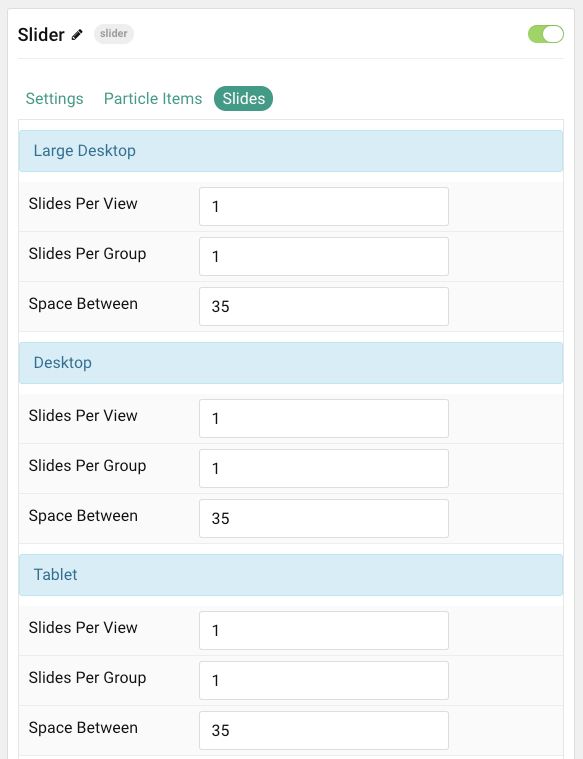 Slider slider
Settings Particle Items Slides
Large Desktop
Slides Per View 1
Slides Per Group 1
Space Between 35
Desktop
Slides Per View 1
Slides Per Group 1
Space Between 35
Tablet
Slides Per View 1
Slides Per Group 1
Space Between 35